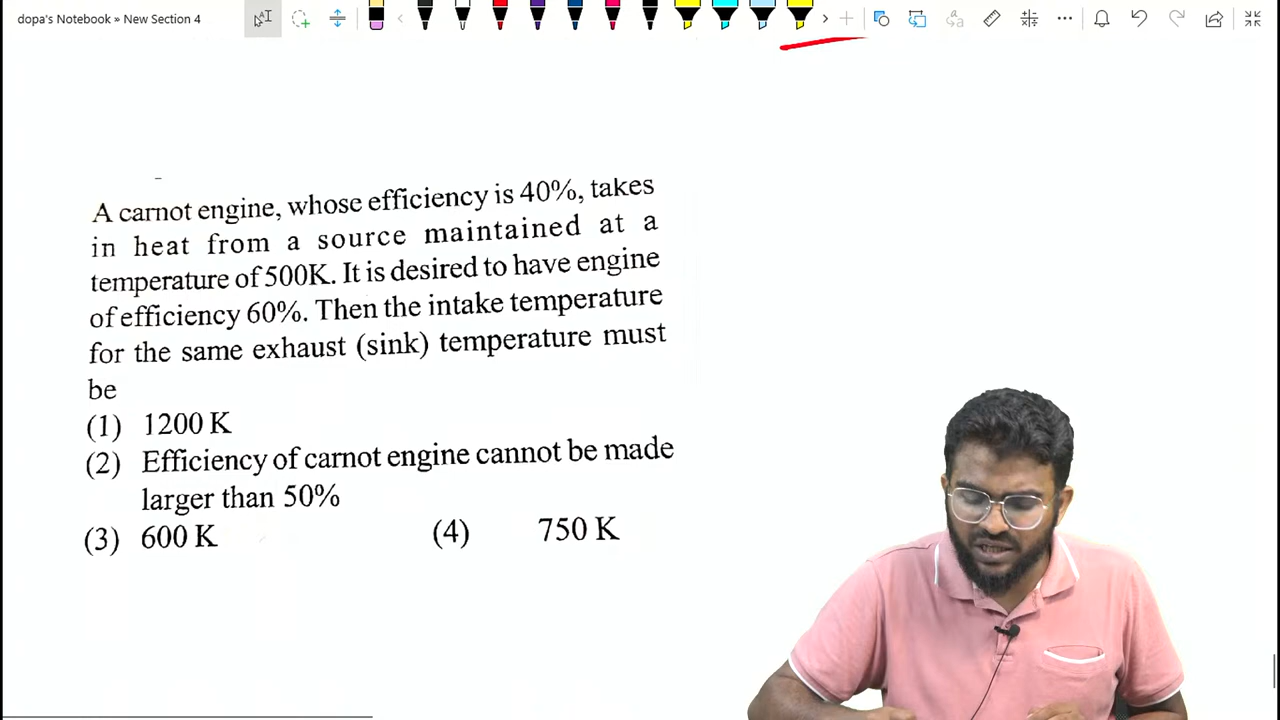 dopa's Notebook » New Section 4
A carnot engine, whose efficiency is 40%, takes
in heat from a source maintained at a
temperature of 500K. It is desired to have engine
of efficiency 60%. Then the intake temperature
for the same exhaust (sink) temperature must
be
(1) 1200 K
(2) Efficiency of carnot engine cannot be made
larger than 50%
(3) 600 K (4) 750 K